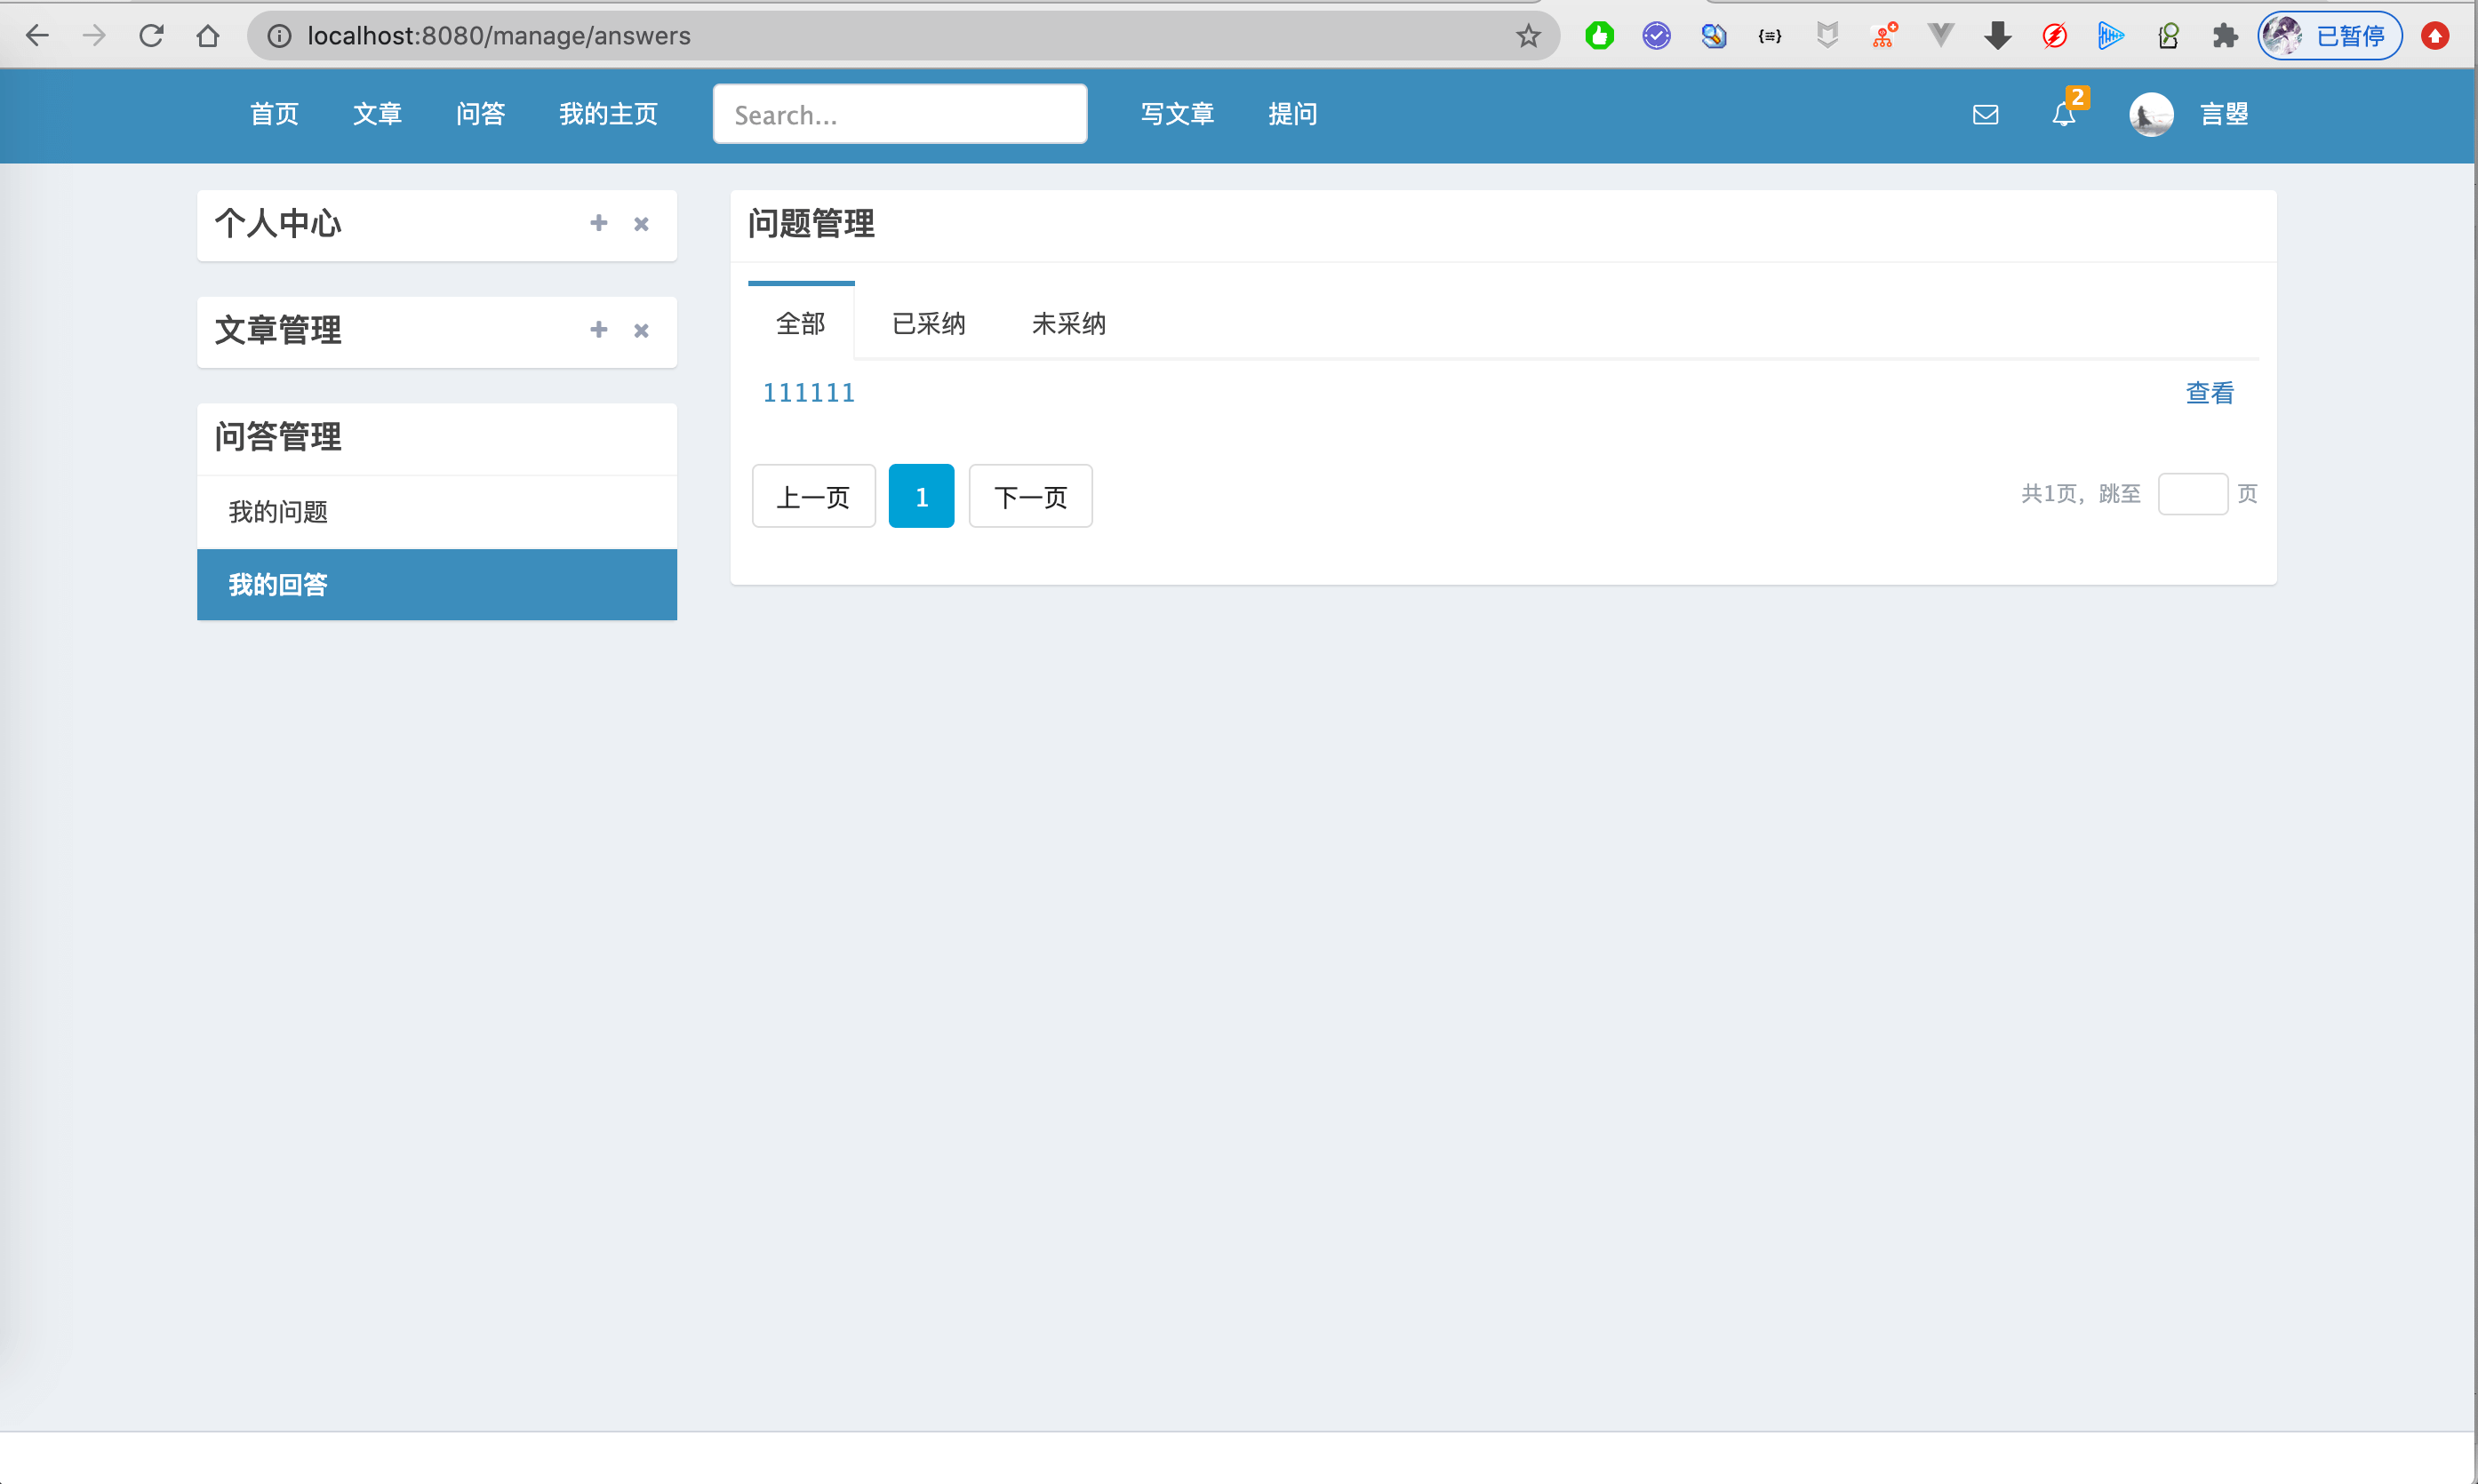 localhost:8080/manage/answers
已暂停
首页 文章 问答 我的主页 Search... 写文章 提问 2 言曌
个人中心
文章管理
问答管理
我的问题
我的回答
问题管理
全部 已采纳 未采纳
111111 查看
上一页 1 下一页 共1页, 跳至 页